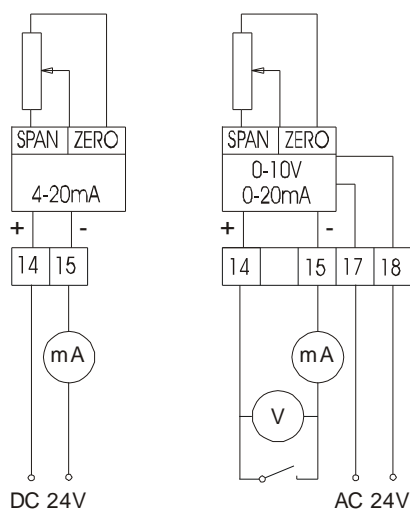 SPAN ZERO
4-20mA
+ -
14 15
mA
DC 24V
SPAN ZERO
0-10V
0-20mA
+ -
14 15 17 18
mA
V
AC 24V